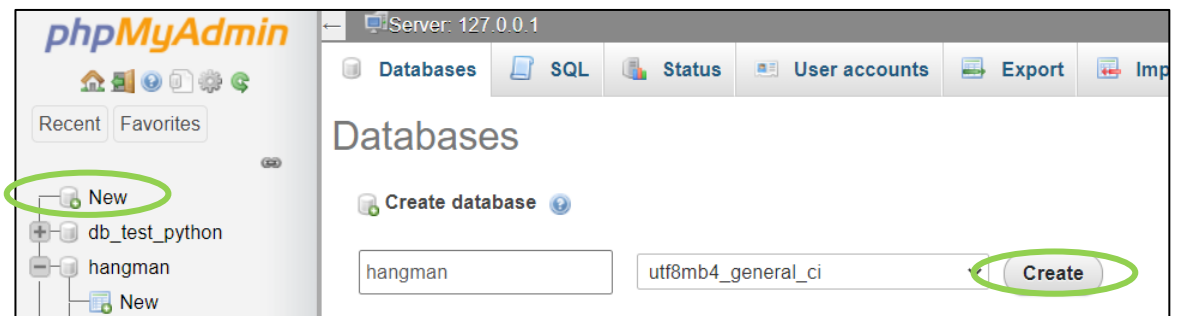 phpMyAdmin
Recent Favorites
New
db_test_python
hangman
New
Server: 127.0.0.1
Databases SQL Status User accounts Export Imp
Databases
Create database
hangman utf8mb4_general_ci Create